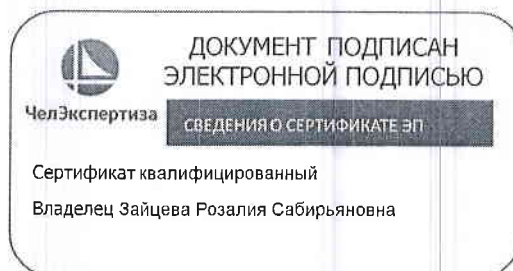 ДОКУМЕНТ ПОДПИСАН
ЭЛЕКТРОННОЙ ПОДПИСЬЮ
ЧелЭкспертиза
СВЕДЕНИЯ О СЕРТИФИКАТЕ ЭП
Сертификат квалифицированный
Владелец Зайцева Розалия Сабирьяновна